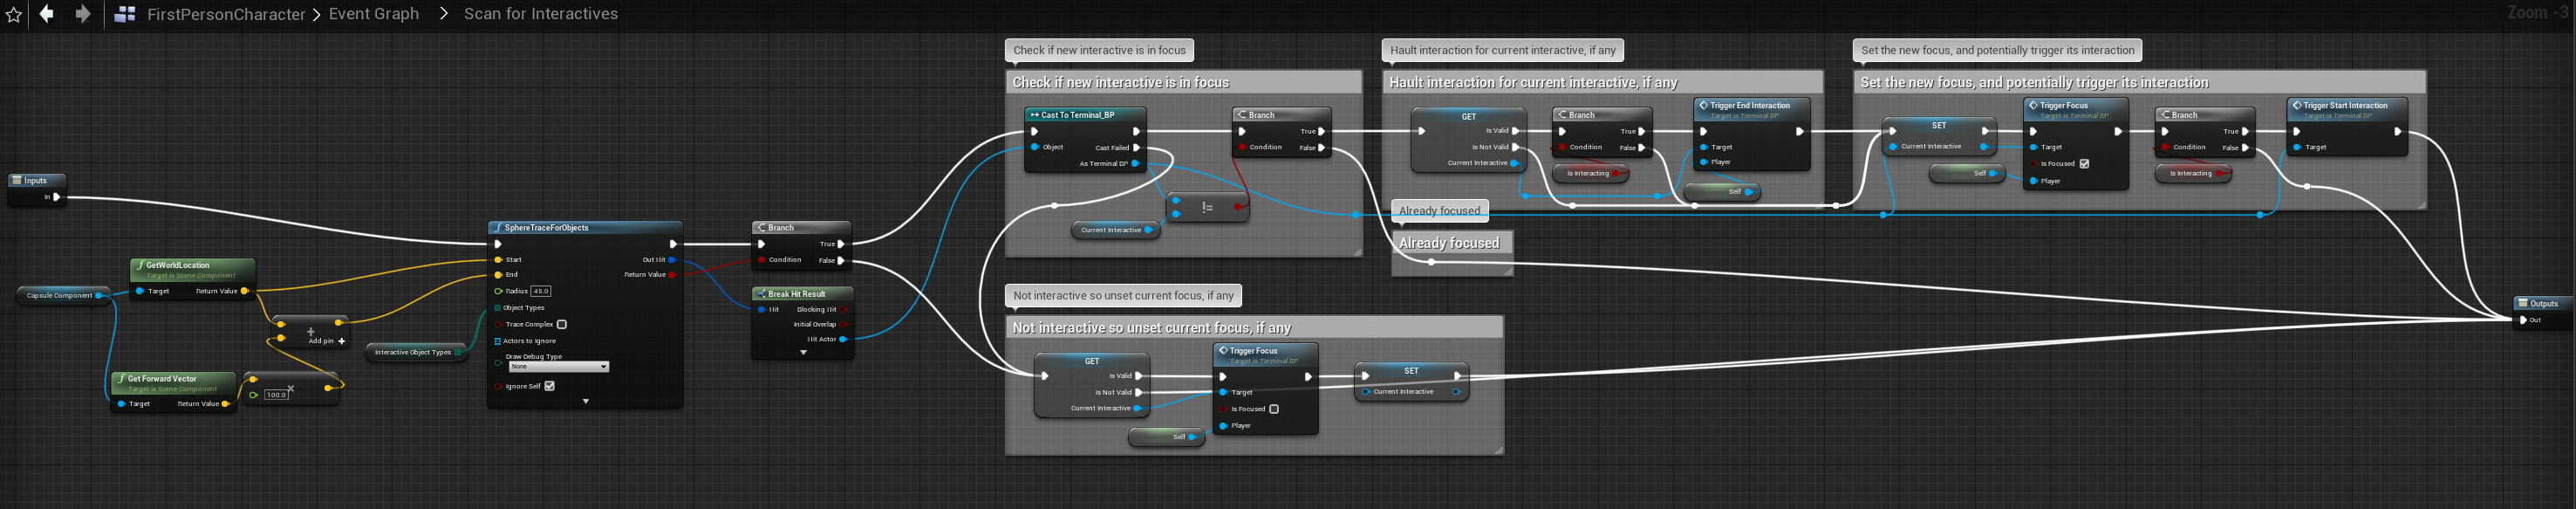 FirstPersonCharacter > Event Graph > Scan for Interactives
Zoom -3
Inputs
In
Capsule Component
GetWorldLocation
Target is Scene Component
Target
Return Value
Get Forward Vector
Target is Scene Component
Target
Return Value
+
Add pin +
×
100.0
Interactive Object Types
SphereTraceForObjects
Start
Out Hit
End
Return Value
Radius 45.0
Object Types
Trace Complex
Actors to Ignore
Draw Debug Type
None
Ignore Self
Branch
True
Condition
False
Break Hit Result
Hit
Blocking Hit
Initial Overlap
Hit Actor
Check if new interactive is in focus
Check if new interactive is in focus
Cast To Terminal_BP
Object
Cast Failed
As Terminal BP
Branch
True
Condition
False
!=
Current Interactive
Hault interaction for current interactive, if any
Hault interaction for current interactive, if any
GET
Is Valid
Is Not Valid
Current Interactive
Branch
True
Condition
False
Is Interacting
Trigger End Interaction
Target is Terminal BP
Target
Player
Self
Already focused
Already focused
Set the new focus, and potentially trigger its interaction
Set the new focus, and potentially trigger its interaction
SET
Current Interactive
Trigger Focus
Target is Terminal BP
Target
Is Focused
Player
Self
Branch
True
Condition
False
Is Interacting
Trigger Start Interaction
Target is Terminal BP
Target
Not interactive so unset current focus, if any
Not interactive so unset current focus, if any
GET
Is Valid
Is Not Valid
Current Interactive
Trigger Focus
Target is Terminal BP
Target
Is Focused
Player
Self
SET
Current Interactive
Outputs
Out